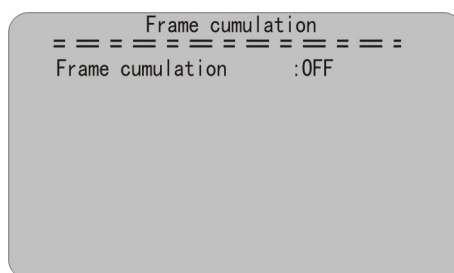 Frame cumulation
= = = = = = = = = = = = =
Frame cumulation :OFF